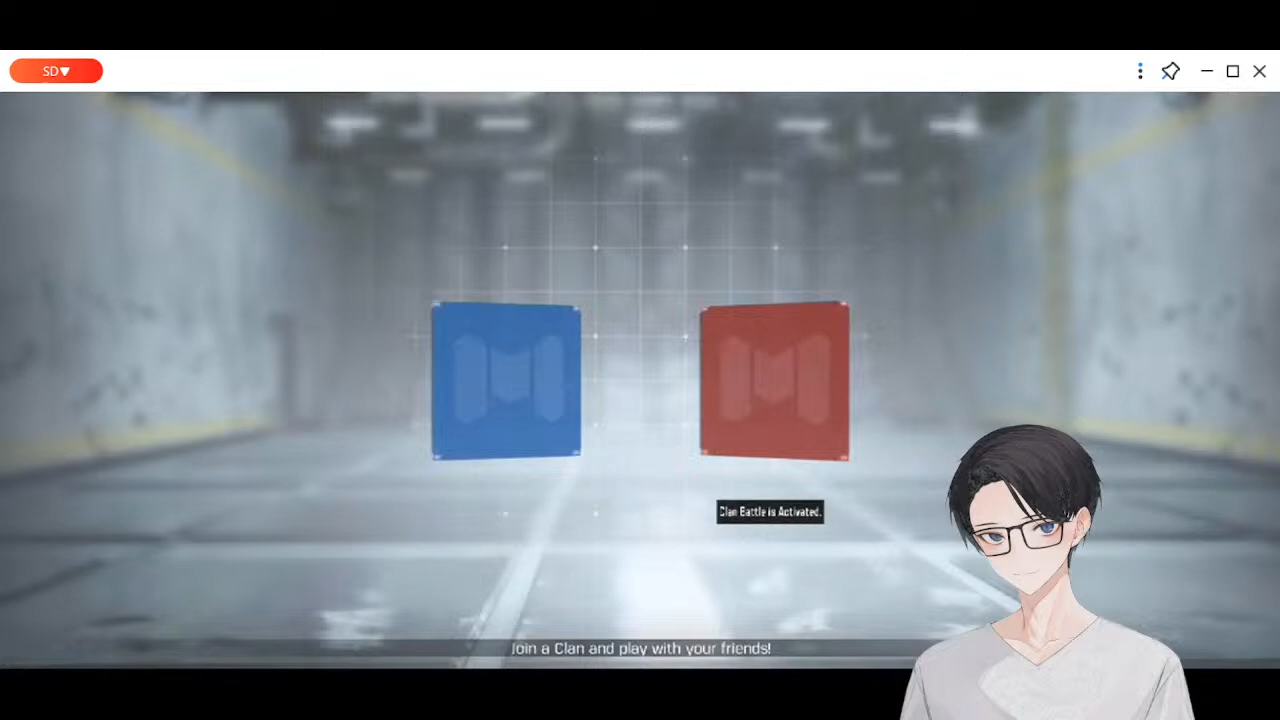 SD▼
Clan Battle is Activated.
Join a Clan and play with your friends!